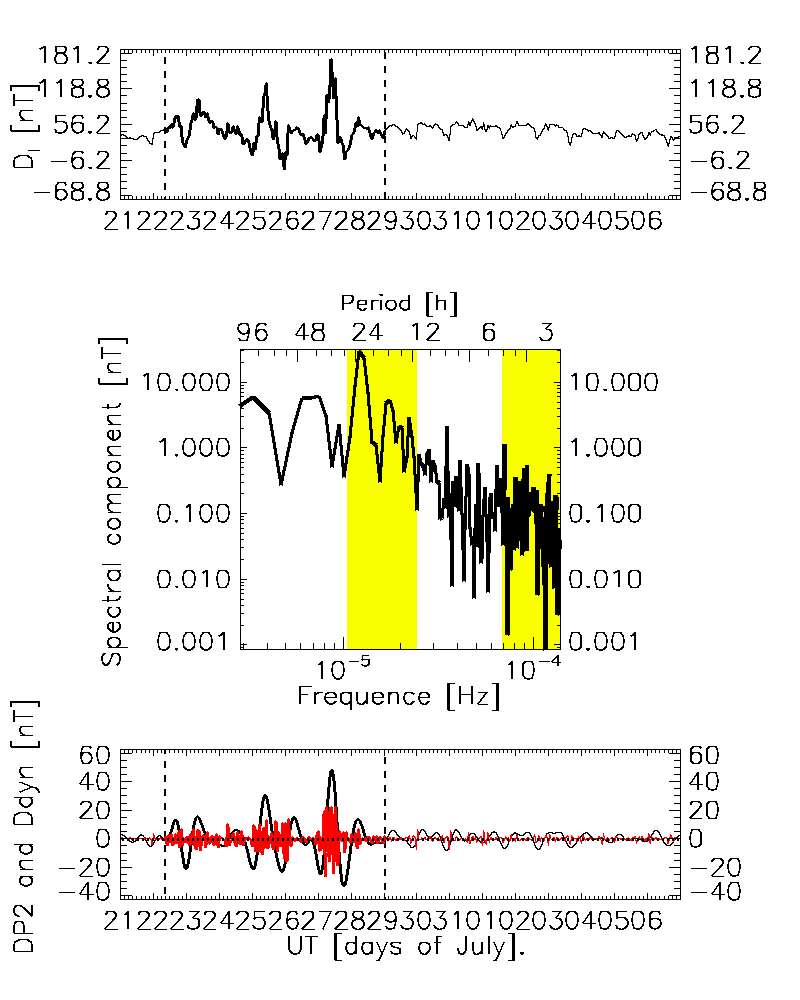 181.2 181.2
118.8 118.8
56.2 56.2
−6.2 −6.2
−68.8 −68.8
D_I [nT]
2122232425262728293031010203040506
Period [h]
96 48 24 12 6 3
10.000 10.000
1.000 1.000
0.100 0.100
0.010 0.010
0.001 0.001
Spectral component [nT]
10^-5 10^-4
Frequence [Hz]
60 60
40 40
20 20
0 0
−20 −20
−40 −40
DP2 and Ddyn [nT]
2122232425262728293031010203040506
UT [days of July].